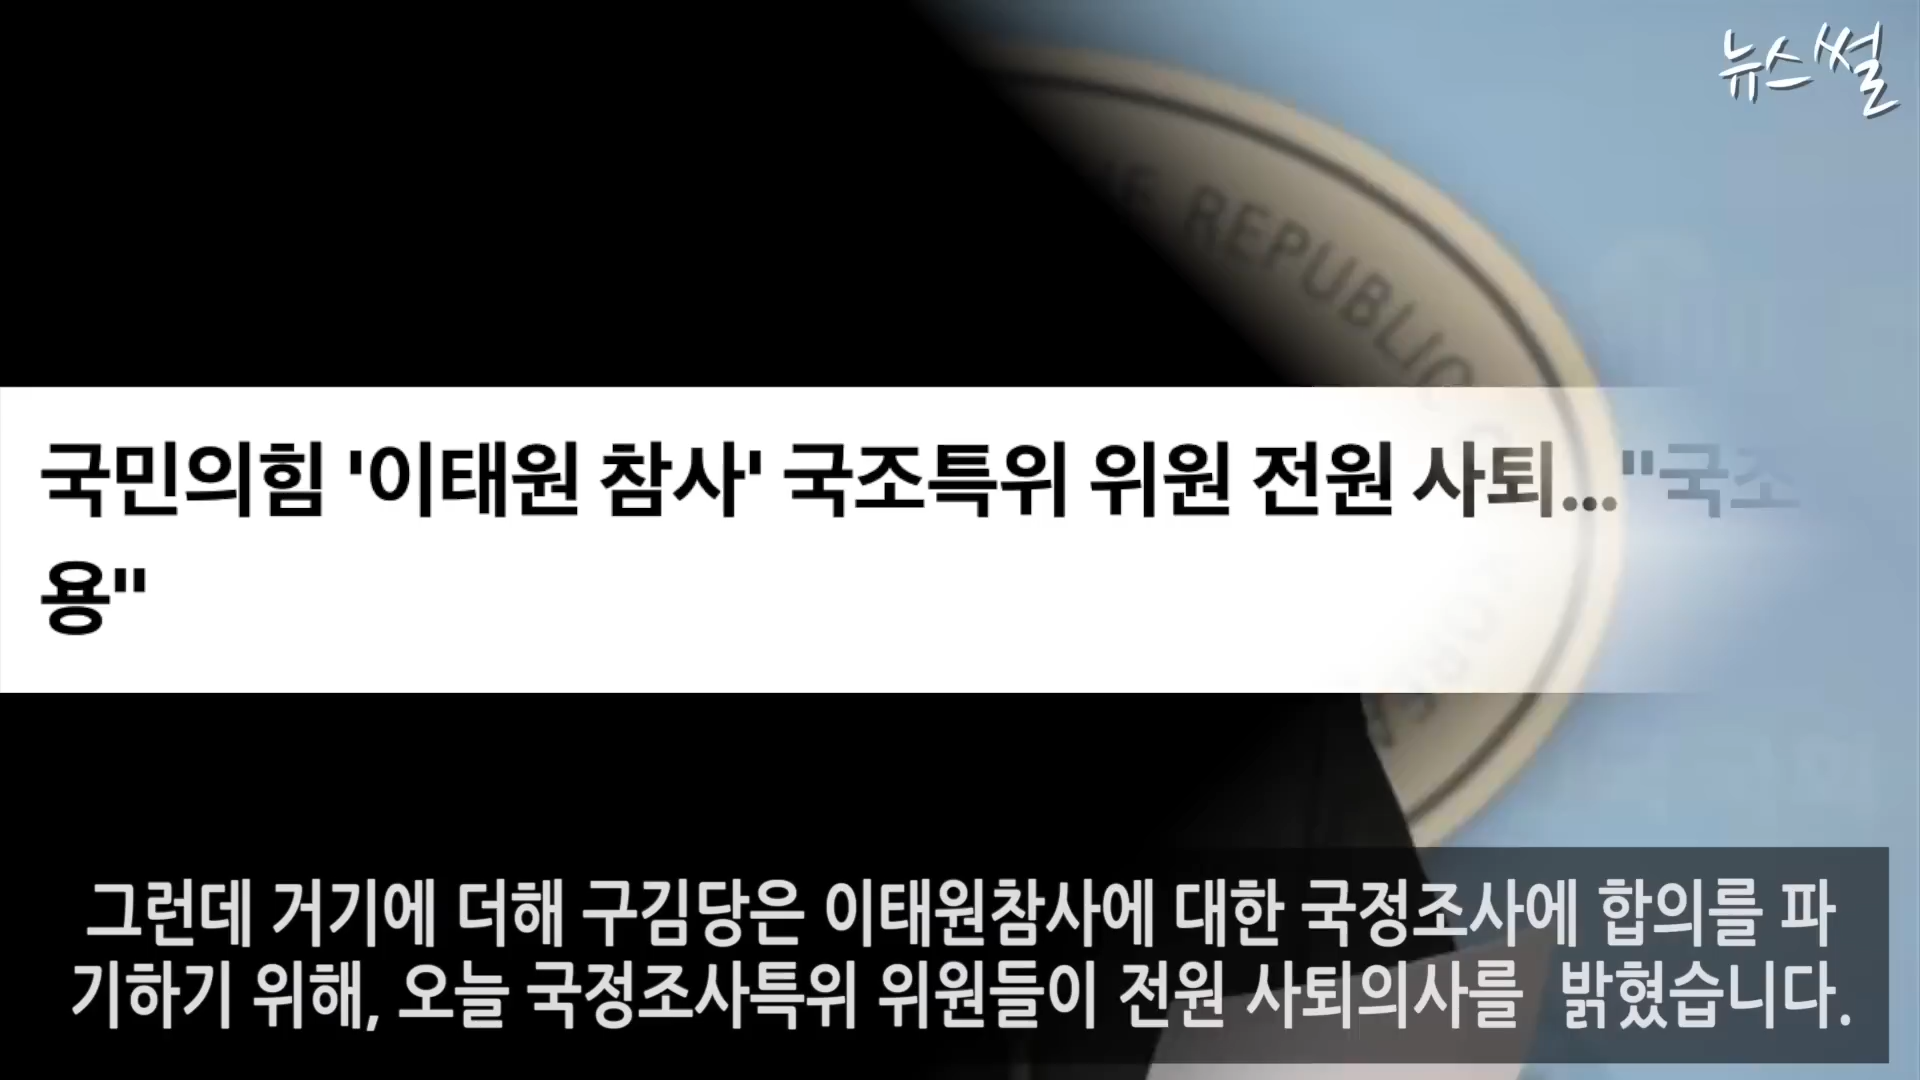 뉴스썰
REPUBLIC
국민의힘 '이태원 참사' 국조특위 위원 전원 사퇴..."국조
용"
그런데 거기에 더해 구김당은 이태원참사에 대한 국정조사에 합의를 파
기하기 위해, 오늘 국정조사특위 위원들이 전원 사퇴의사를 밝혔습니다.